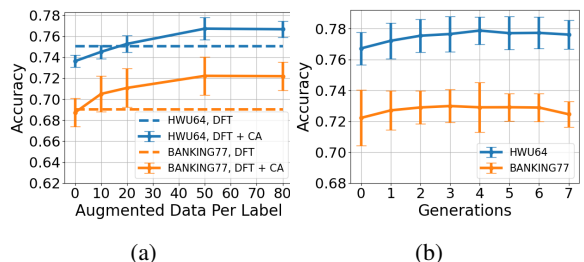 0.78
0.76
0.74
0.72
0.70
0.68
0.66
0.64
0.62
Accuracy
0 10 20 30 40 50 60 70 80
Augmented Data Per Label
HWU64, DFT
HWU64, DFT + CA
BANKING77, DFT
BANKING77, DFT + CA
(a)
0.78
0.76
0.74
0.72
0.70
0.68
Accuracy
0 1 2 3 4 5 6 7
Generations
HWU64
BANKING77
(b)